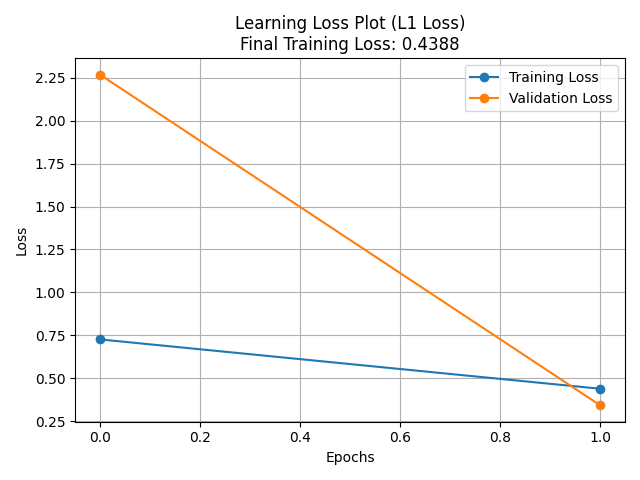 Learning Loss Plot (L1 Loss)
Final Training Loss: 0.4388
Training Loss
Validation Loss
2.25
2.00
1.75
1.50
1.25
1.00
0.75
0.50
0.25
Loss
0.0 0.2 0.4 0.6 0.8 1.0
Epochs